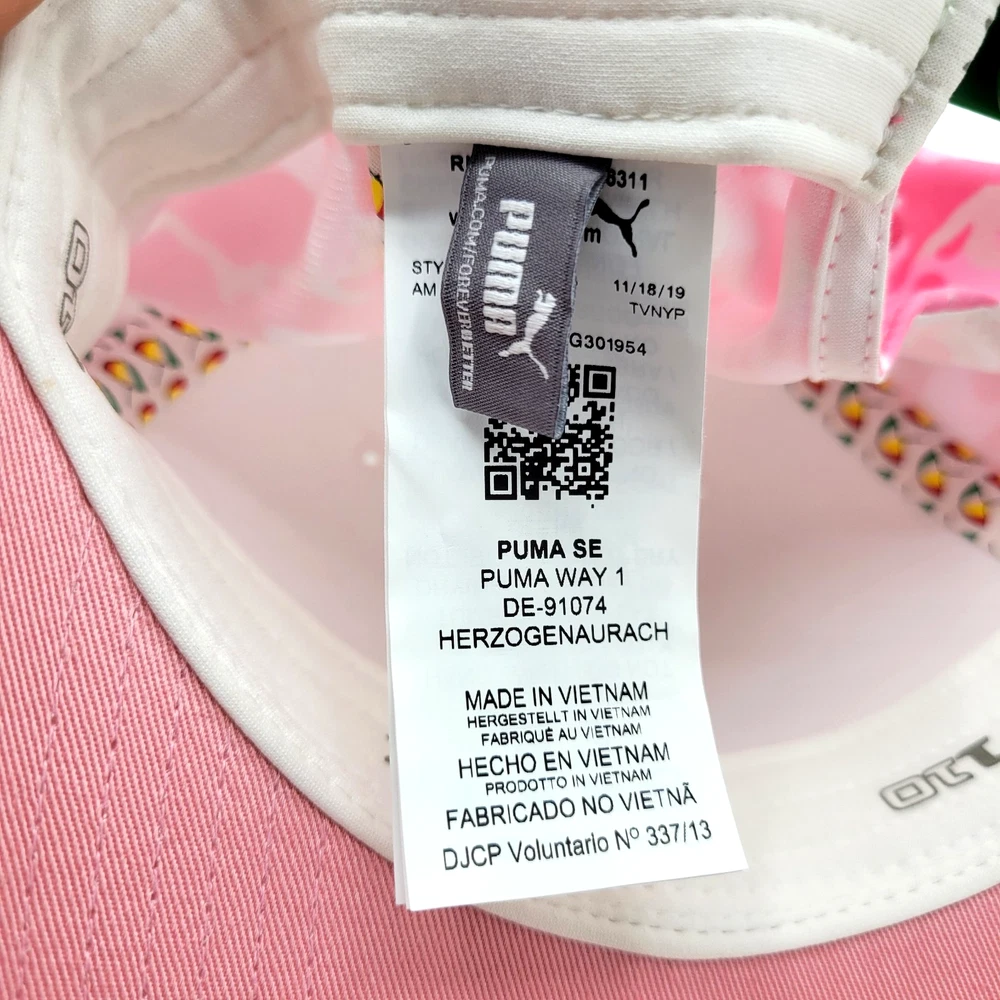 8311
m
STY
AM
11/18/19
TVNYP
G301954
PUMA.COM/FOREVERBETTER
PUMA
PUMA SE
PUMA WAY 1
DE-91074
HERZOGENAURACH
MADE IN VIETNAM
HERGESTELLT IN VIETNAM
FABRIQUÉ AU VIETNAM
HECHO EN VIETNAM
PRODOTTO IN VIETNAM
FABRICADO NO VIETNÃ
DJCP Voluntario Nº 337/13
OTTO